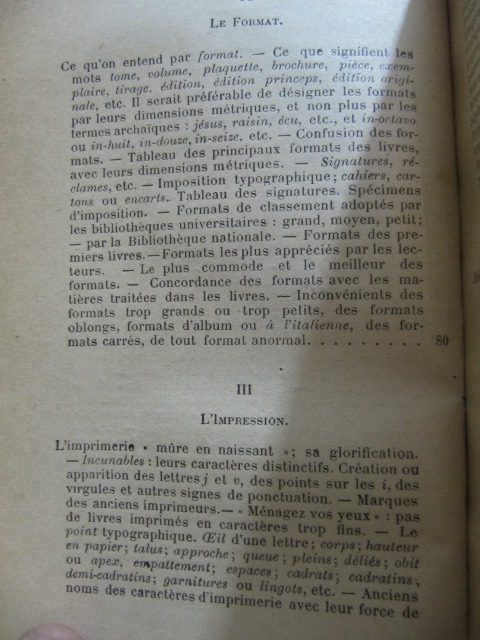 LE FORMAT.
Ce qu'on entend par format. — Ce que signifient les
mots tome, volume, plaquette, brochure, pièce, exem-
plaire, tirage, édition, édition princeps, édition origi-
nale, etc. Il serait préférable de désigner les formats
par leurs dimensions métriques, et non plus par les
termes archaïques : jésus, raisin, écu, etc., et in-octavo
ou in-huit, in-douze, in-seize, etc. — Confusion des for-
mats. — Tableau des principaux formats des livres,
avec leurs dimensions métriques. — Signatures, ré-
clames, etc. — Imposition typographique ; cahiers, car-
tons ou encarts. Tableau des signatures. Spécimens
d'imposition. — Formats de classement adoptés par
les bibliothèques universitaires : grand, moyen, petit ;
— par la Bibliothèque nationale. — Formats des pre-
miers livres. — Formats les plus appréciés par les lec-
teurs. — Le plus commode et le meilleur des
formats. — Concordance des formats avec les ma-
tières traitées dans les livres. — Inconvénients des
formats trop grands ou trop petits, des formats
oblongs, formats d'album ou à l'italienne, des for-
mats carrés, de tout format anormal. . . . . . . . . 80
III
L'IMPRESSION.
L'imprimerie « mûre en naissant » ; sa glorification.
— Incunables : leurs caractères distinctifs. Création ou
apparition des lettres j et v, des points sur les i, des
virgules et autres signes de ponctuation. — Marques
des anciens imprimeurs. — « Ménagez vos yeux » : pas
de livres imprimés en caractères trop fins. — Le
point typographique. Œil d'une lettre ; corps ; hauteur
en papier ; talus ; approche ; queue ; pleins ; déliés ; obit
ou apex, empattement ; espaces ; cadrats ; cadratins,
demi-cadratins ; garnitures ou lingots, etc. — Anciens
noms des caractères d'imprimerie avec leur force de